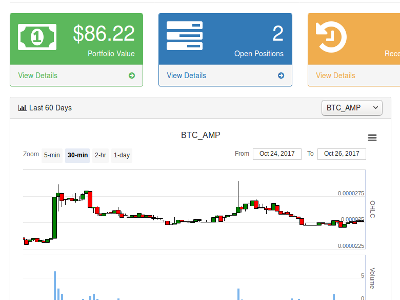 $86.22
Portfolio Value
View Details
2
Open Positions
View Details
View Details
Last 60 Days
BTC_AMP
BTC_AMP
Zoom 5-min 30-min 2-hr 1-day
From Oct 24, 2017 To Oct 26, 2017
0.0000275
0.0000225
OHLC
5
0
Volume